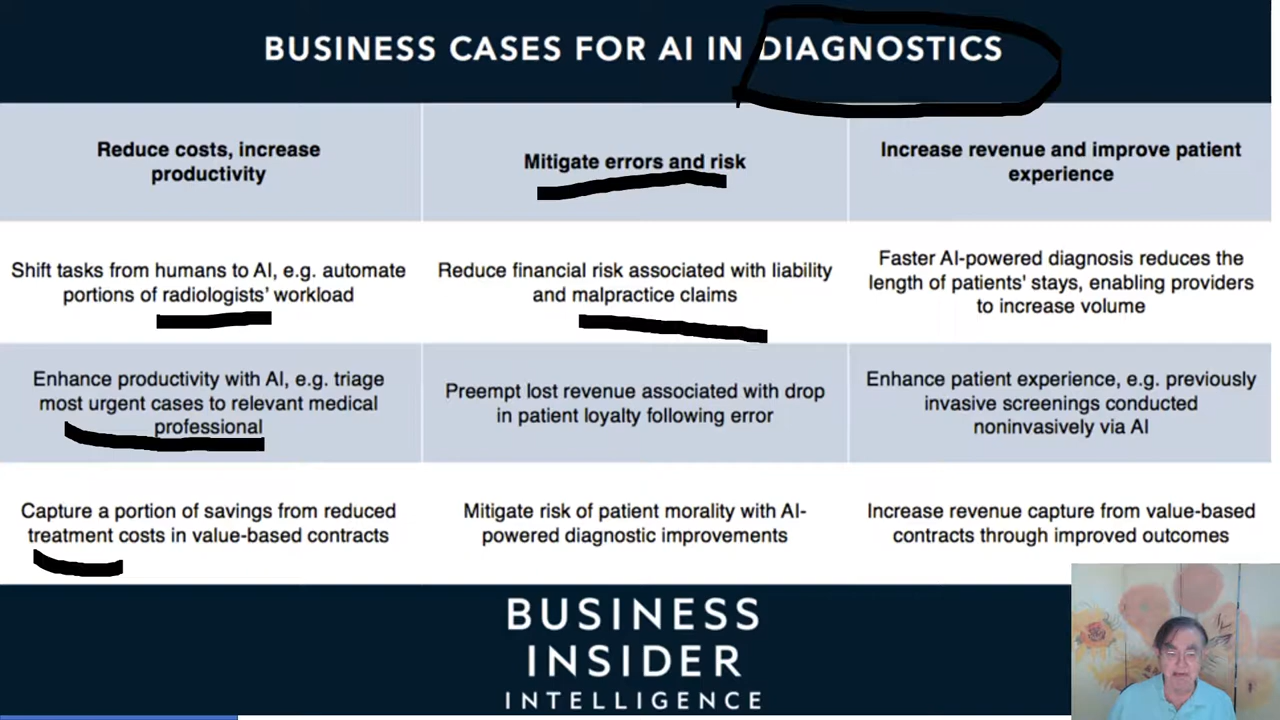 BUSINESS CASES FOR AI IN DIAGNOSTICS
Reduce costs, increase
productivity
Mitigate errors and risk
Increase revenue and improve patient
experience
Shift tasks from humans to AI, e.g. automate
portions of radiologists' workload
Reduce financial risk associated with liability
and malpractice claims
Faster AI-powered diagnosis reduces the
length of patients' stays, enabling providers
to increase volume
Enhance productivity with AI, e.g. triage
most urgent cases to relevant medical
professional
Preempt lost revenue associated with drop
in patient loyalty following error
Enhance patient experience, e.g. previously
invasive screenings conducted
noninvasively via AI
Capture a portion of savings from reduced
treatment costs in value-based contracts
Mitigate risk of patient morality with AI-
powered diagnostic improvements
Increase revenue capture from value-based
contracts through improved outcomes
BUSINESS
INSIDER
INTELLIGENCE